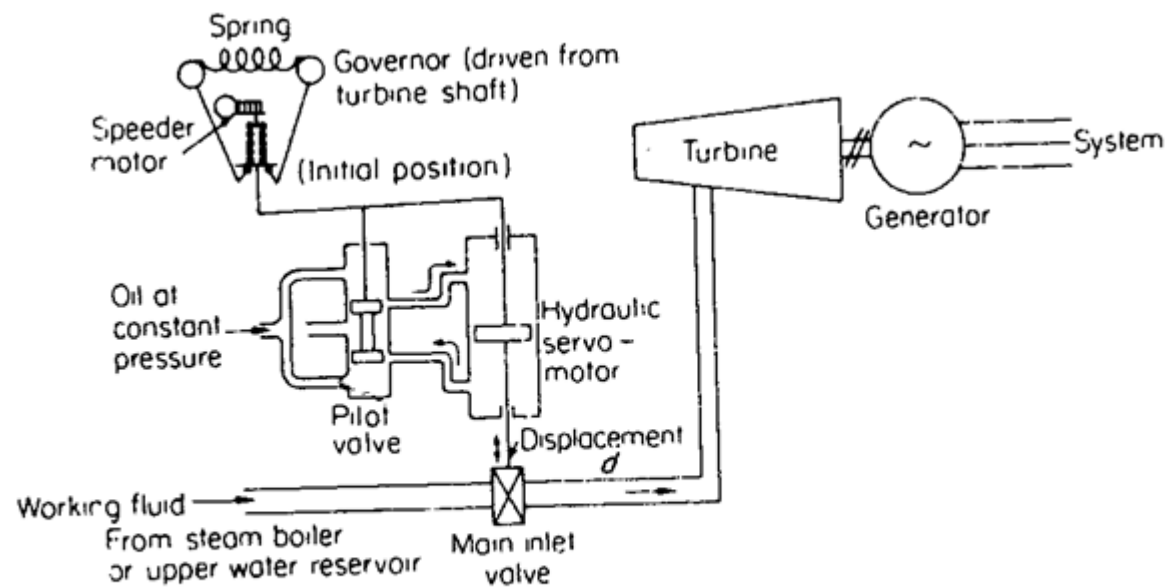 Spring
Governor (driven from
turbine shaft)
Speeder
motor
(Initial position)
Turbine
~
System
Generator
Oil at
constant
pressure
Hydraulic
servo-
motor
Pilot
valve
Displacement
d
Working fluid
From steam boiler
or upper water reservoir
Main inlet
valve